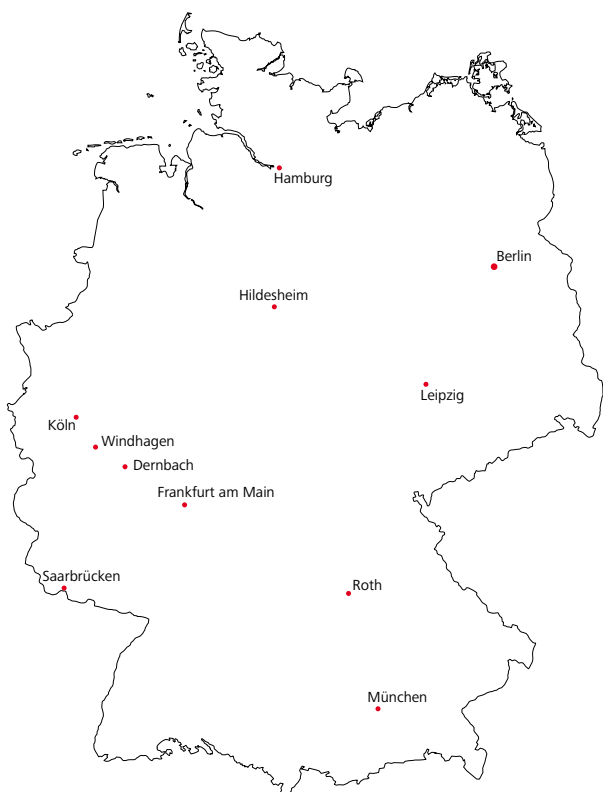 Hamburg
Berlin
Hildesheim
Leipzig
Köln
Windhagen
Dernbach
Frankfurt am Main
Saarbrücken
Roth
München